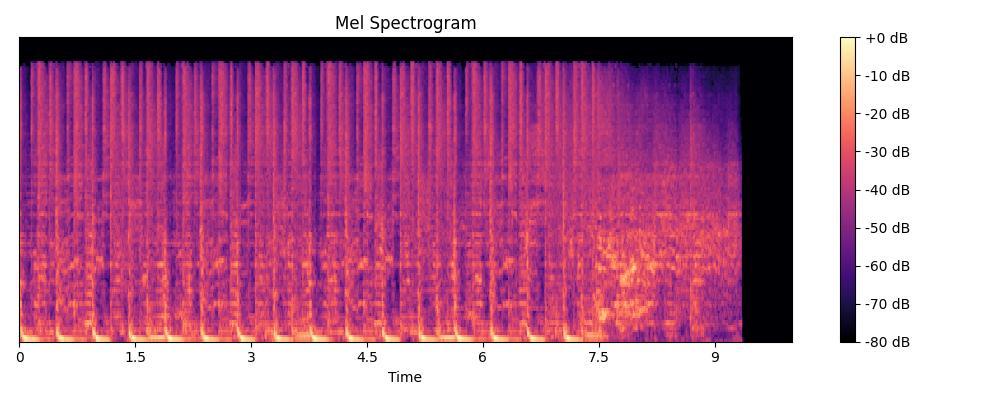 Mel Spectrogram
+0 dB
-10 dB
-20 dB
-30 dB
-40 dB
-50 dB
-60 dB
-70 dB
-80 dB
0 1.5 3 4.5 6 7.5 9
Time